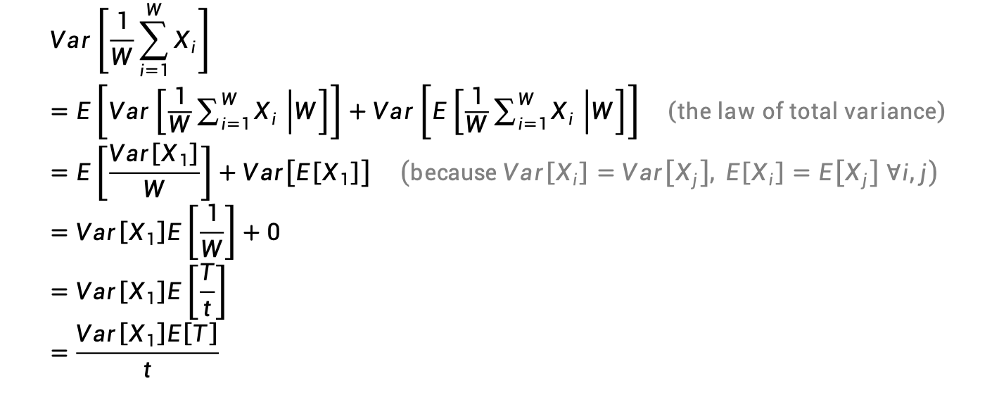 Var [ 1/W ∑_{i=1}^{W} X_i ]
= E [ Var [ 1/W ∑_{i=1}^{W} X_i | W ] ] + Var [ E [ 1/W ∑_{i=1}^{W} X_i | W ] ] (the law of total variance)
= E [ Var[X_1] / W ] + Var[E[X_1]] (because Var[X_i] = Var[X_j], E[X_i] = E[X_j] ∀i,j)
= Var[X_1]E [ 1/W ] + 0
= Var[X_1]E [ T/t ]
= Var[X_1]E[T] / t